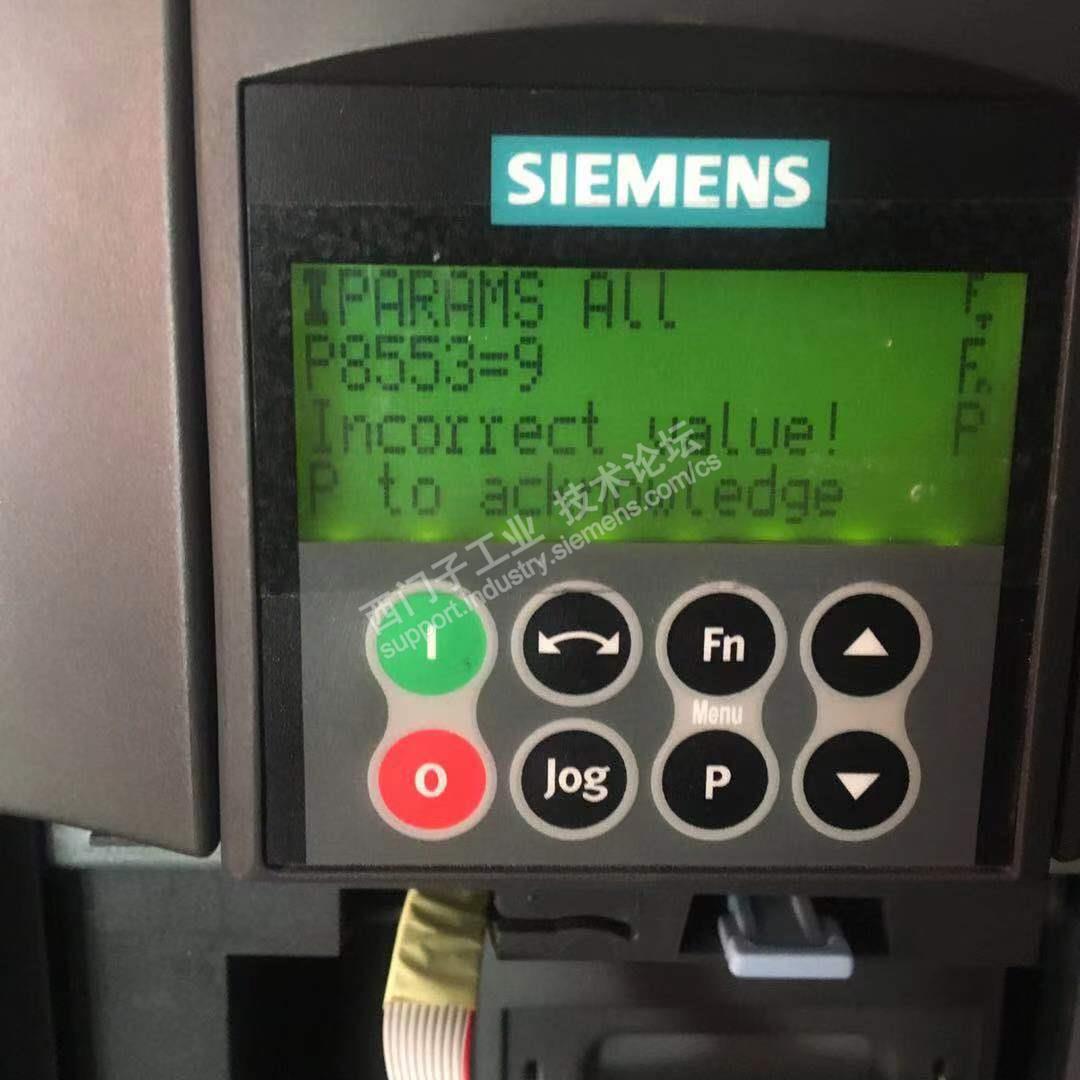 SIEMENS
IPARAMS All F,
P8553=9 F,
Incorrect value! P
P to acknowledge
西门子工业 技术论坛
support.industry.siemens.com/cs
I
Fn
Menu
O
Jog
P